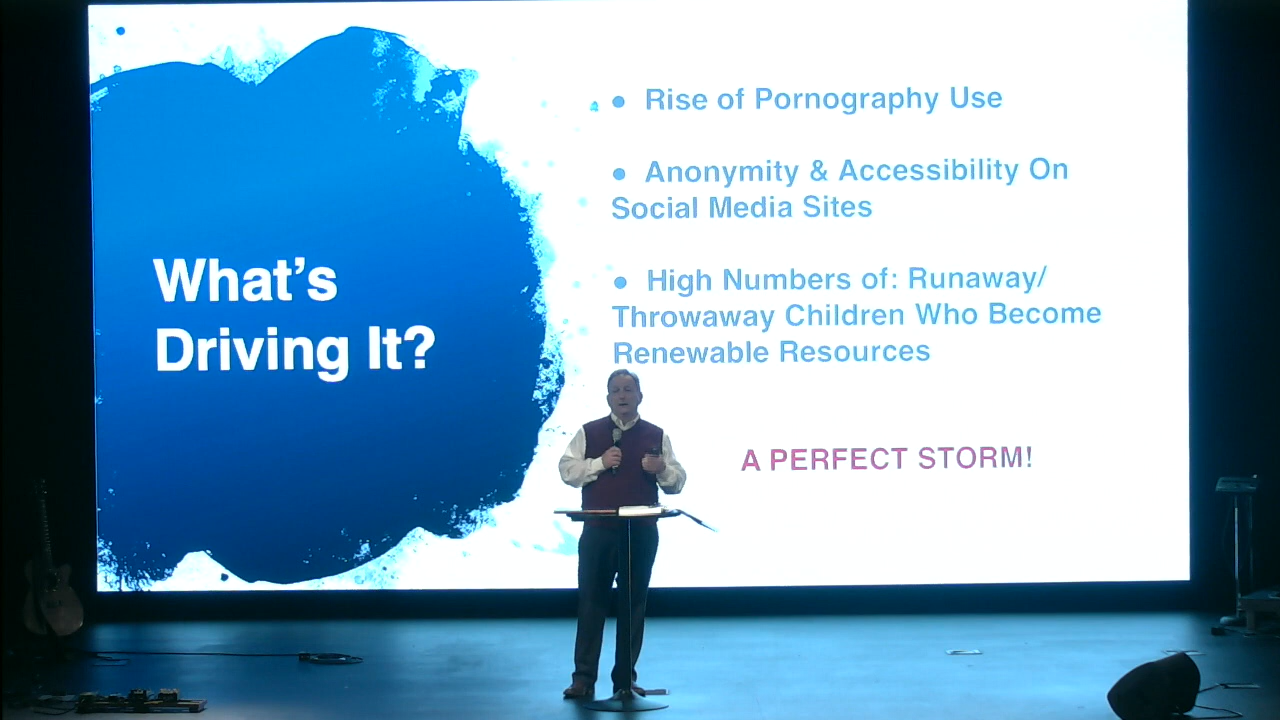 What's
Driving It?
● Rise of Pornography Use
● Anonymity & Accessibility On
Social Media Sites
● High Numbers of: Runaway/
Throwaway Children Who Become
Renewable Resources
A PERFECT STORM!